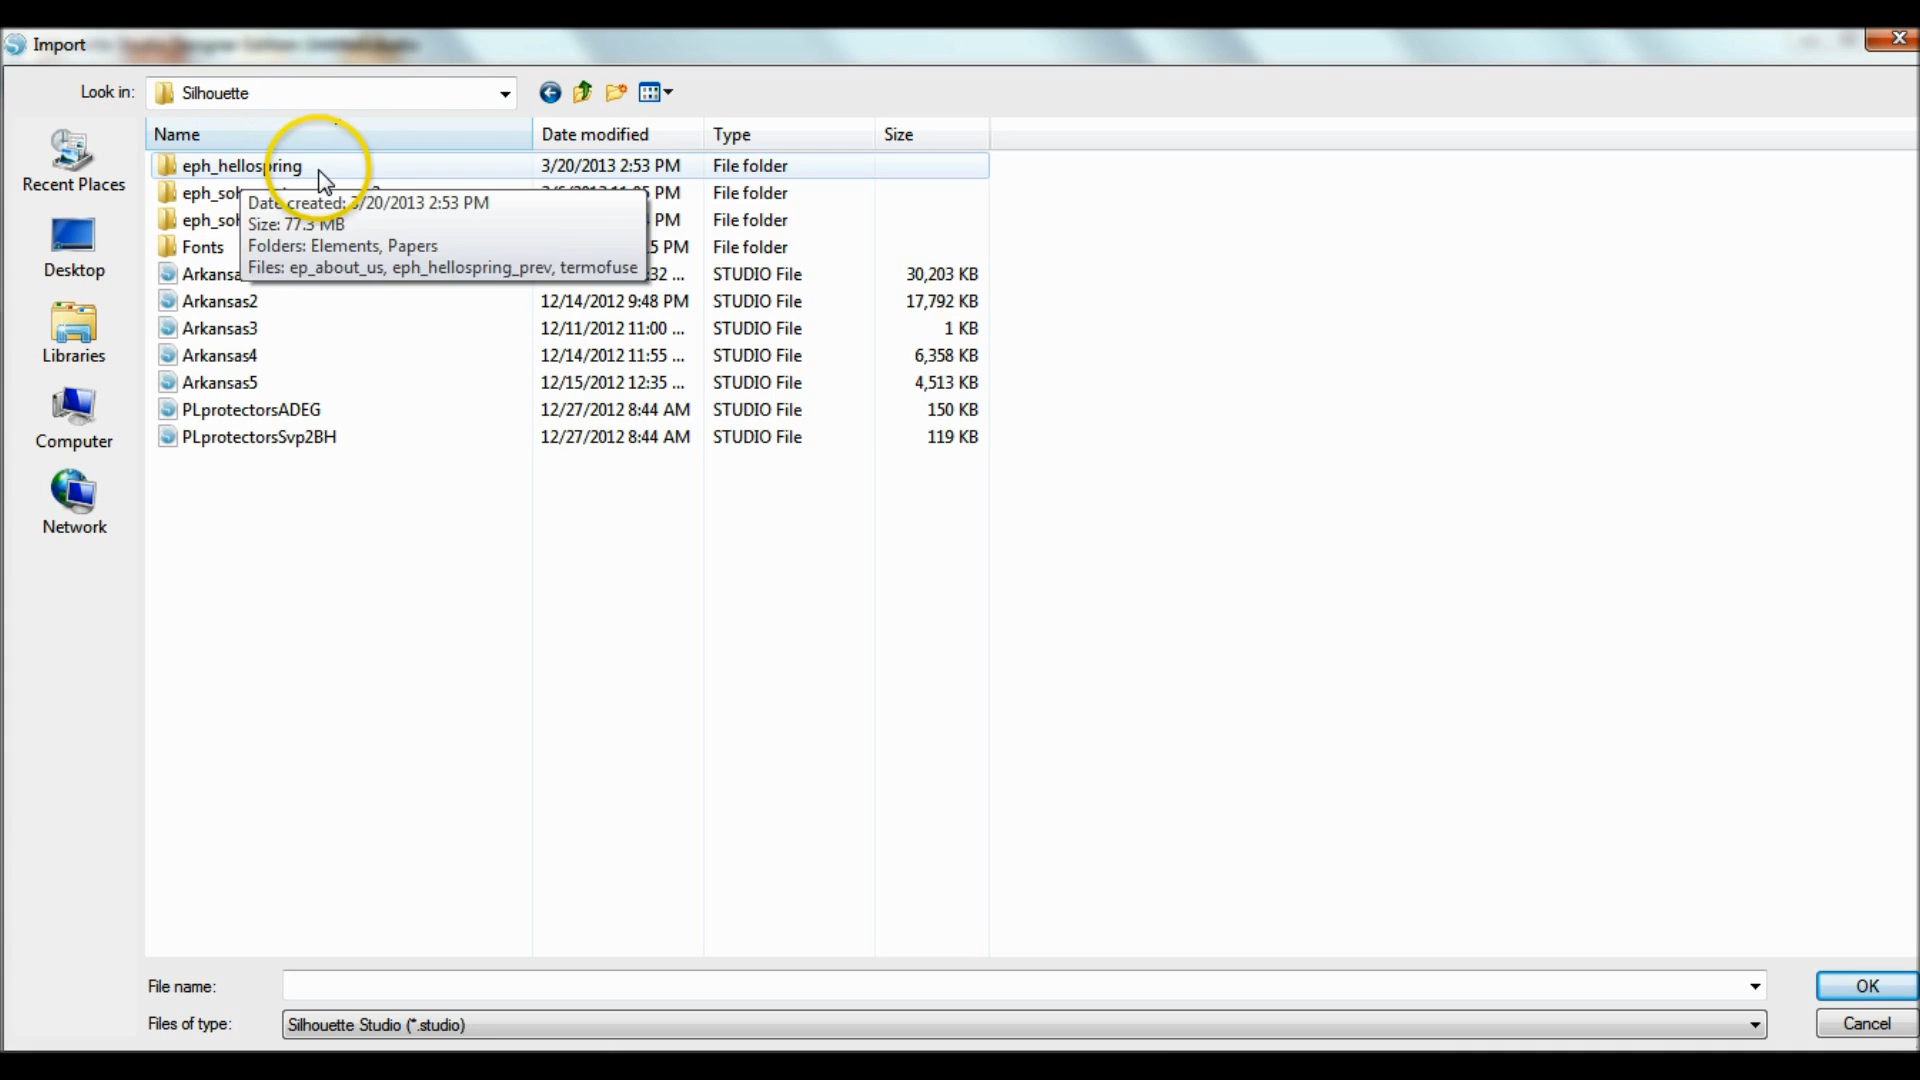 Import
Look in: Silhouette
Name Date modified Type Size
eph_hellospring 3/20/2013 2:53 PM File folder
File folder
PM File folder
Fonts 5 PM File folder
Date created: 3/20/2013 2:53 PM
Size: 77.3 MB
Folders: Elements, Papers
Files: ep_about_us, eph_hellospring_prev, termofuse
32 ... STUDIO File 30,203 KB
Arkansas2 12/14/2012 9:48 PM STUDIO File 17,792 KB
Arkansas3 12/11/2012 11:00 ... STUDIO File 1 KB
Arkansas4 12/14/2012 11:55 ... STUDIO File 6,358 KB
Arkansas5 12/15/2012 12:35 ... STUDIO File 4,513 KB
PLprotectorsADEG 12/27/2012 8:44 AM STUDIO File 150 KB
PLprotectorsSvp2BH 12/27/2012 8:44 AM STUDIO File 119 KB
Recent Places
Desktop
Libraries
Computer
Network
File name: OK
Files of type: Silhouette Studio (*.studio) Cancel